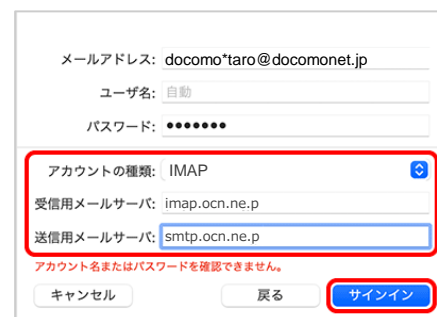 メールアドレス: docomo*taro@docomonet.jp
ユーザ名: 自動
パスワード: •••••••
アカウントの種類: IMAP
受信用メールサーバ: imap.ocn.ne.p
送信用メールサーバ: smtp.ocn.ne.p
アカウント名またはパスワードを確認できません。
キャンセル 戻る サインイン